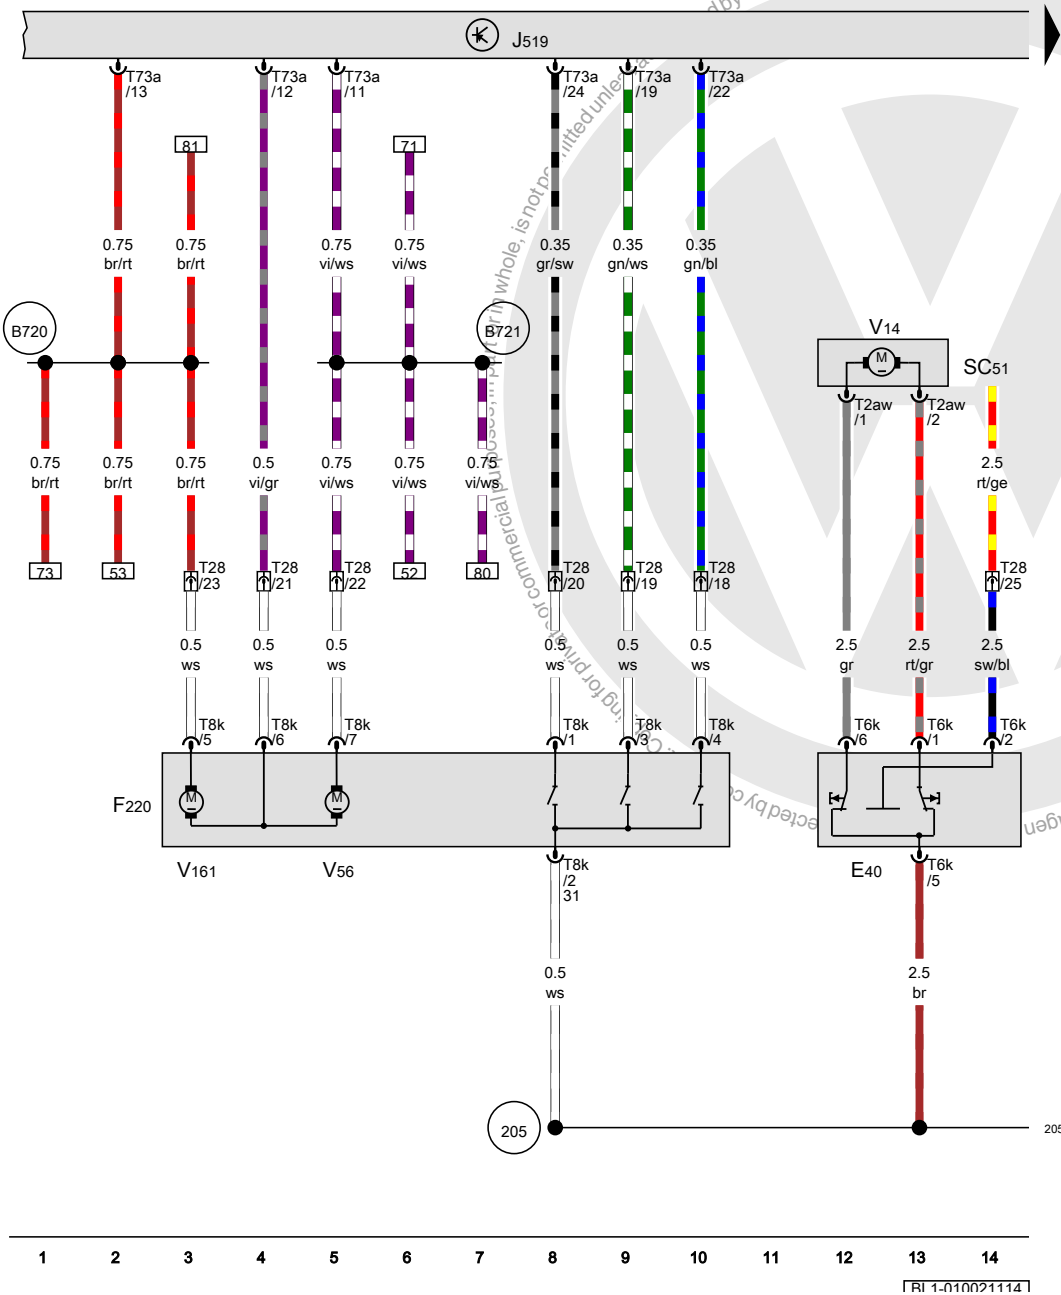 J519
T73a T73a T73a T73a T73a T73a
/13 /12 /11 /24 /19 /22
81 71
0.75 0.75 0.75 0.75 0.35 0.35 0.35
br/rt br/rt vi/ws vi/ws gr/sw gn/ws gn/bl
B720 B721
V14
SC51
T2aw T2aw
/1 /2
0.75 0.75 0.75 0.5 0.75 0.75 0.75 2.5
br/rt br/rt br/rt vi/gr vi/ws vi/ws vi/ws rt/ge
73 53 52 80
T28 T28 T28 T28 T28 T28 T28
/23 /21 /22 /20 /19 /18 /25
0.5 0.5 0.5 0.5 0.5 0.5 2.5 2.5 2.5
ws ws ws ws ws ws gr rt/gr sw/bl
T8k T8k T8k T8k T8k T8k T6k T6k T6k
/5 /6 /7 /1 /3 /4 /6 /1 /2
M M M
F220
V161 V56 E40
T8k T6k
/2 /5
31
0.5 2.5
ws br
205 205
1 2 3 4 5 6 7 8 9 10 11 12 13 14
BL1-010021114